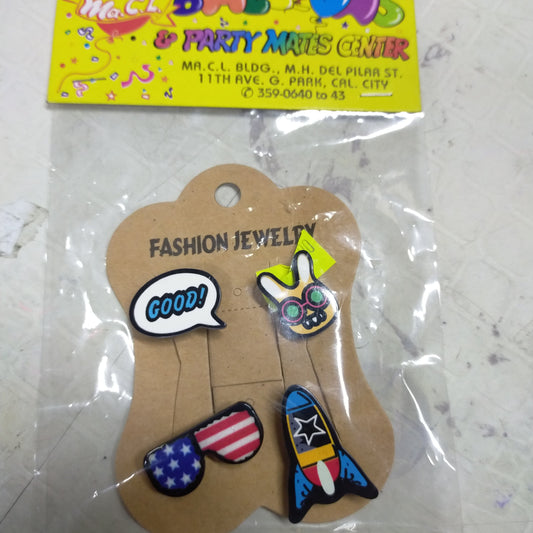 Ma.C.L.
& PARTY MATES CENTER
MA.C.L. BLDG., M.H. DEL PILAR ST.
11TH AVE. G. PARK, CAL. CITY
✆ 359-0640 to 43
FASHION JEWELRY
GOOD!